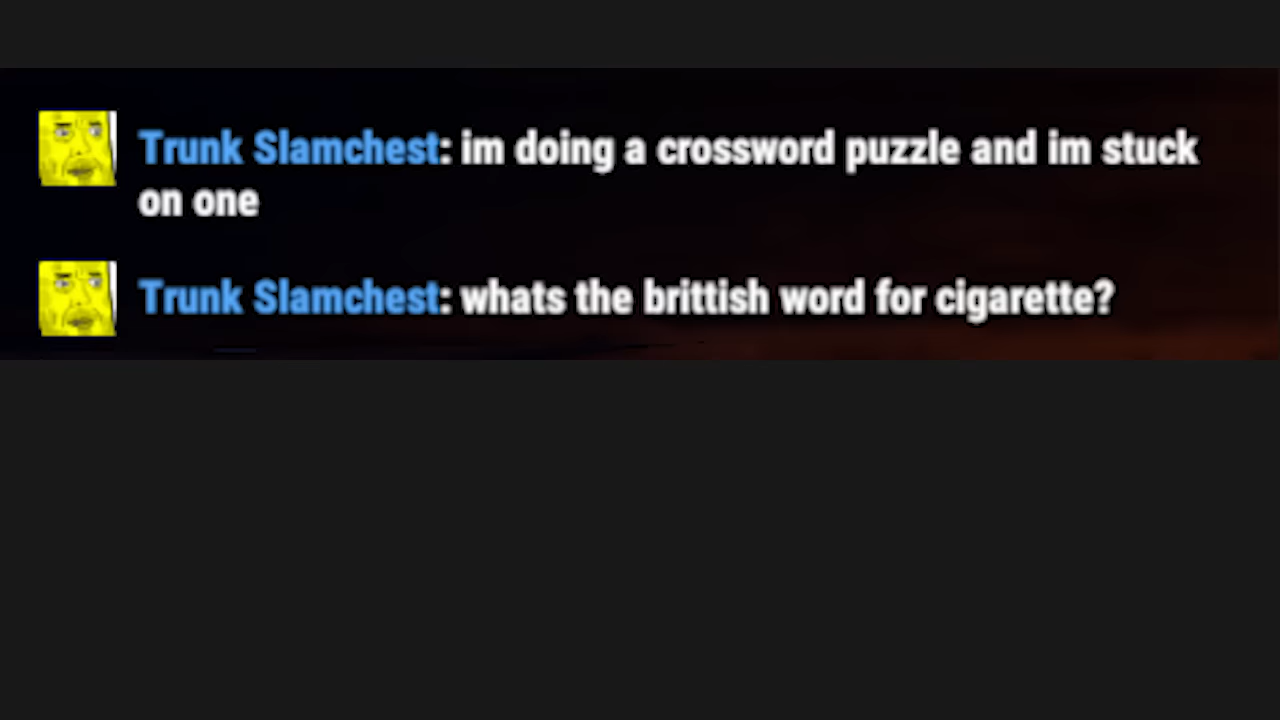 Trunk Slamchest: im doing a crossword puzzle and im stuck
on one
Trunk Slamchest: whats the brittish word for cigarette?